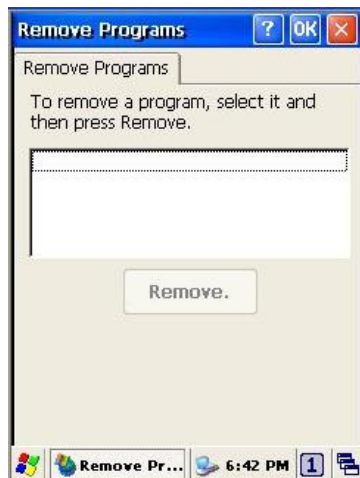 Remove Programs ? OK ×
Remove Programs
To remove a program, select it and
then press Remove.
Remove.
Remove Pr... 6:42 PM 1